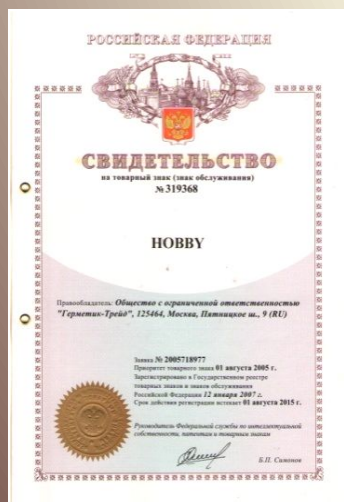 РОССИЙСКАЯ ФЕДЕРАЦИЯ
СВИДЕТЕЛЬСТВО
на товарный знак (знак обслуживания)
№ 319368
HOBBY
Правообладатель: Общество с ограниченной ответственностью
"Герметик-Трейд", 125464, Москва, Пятницкое ш., 9 (RU)
Заявка № 2005718977
Приоритет товарного знака 01 августа 2005 г.
Зарегистрировано в Государственном реестре
товарных знаков и знаков обслуживания
Российской Федерации 12 января 2007 г.
Срок действия регистрации истекает 01 августа 2015 г.
Руководитель Федеральной службы по интеллектуальной
собственности, патентам и товарным знакам
Б.П. Симонов